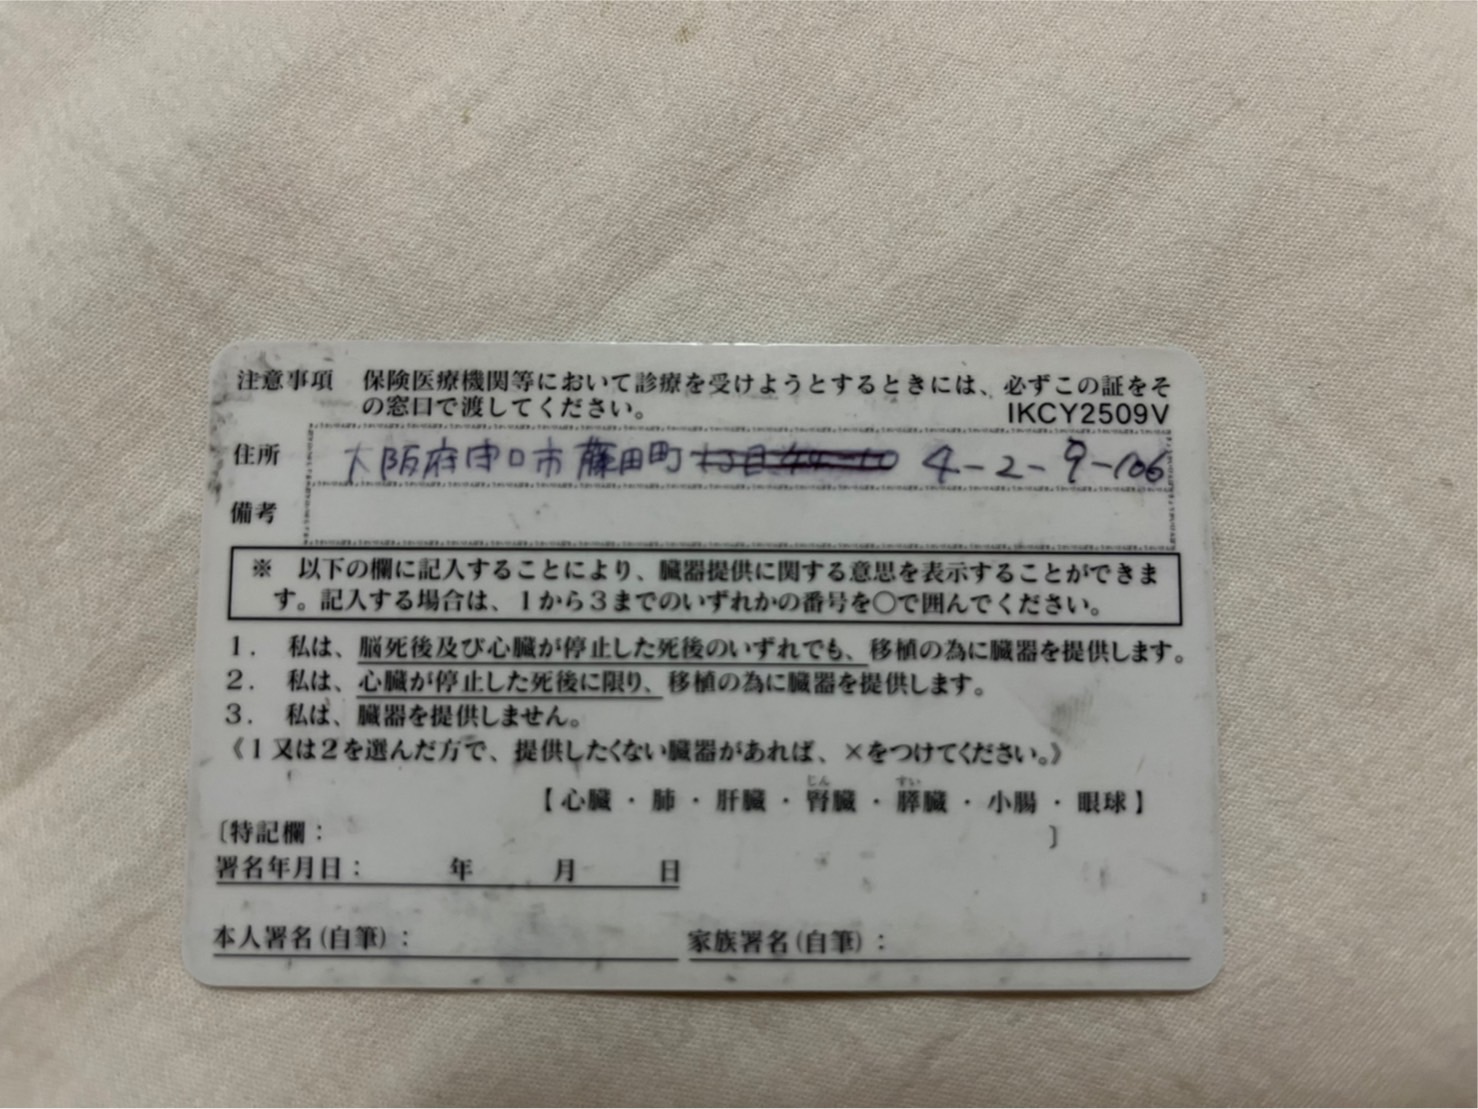 注意事項 保険医療機関等において診療を受けようとするときには、必ずこの証をそ
の窓口で渡してください。
IKCY2509V
住所 大阪府守口市藤田町 4-2-9-106
備考
※ 以下の欄に記入することにより、臓器提供に関する意思を表示することができま
す。記入する場合は、1から3までのいずれかの番号を○で囲んでください。
1. 私は、脳死後及び心臓が停止した死後のいずれでも、移植の為に臓器を提供します。
2. 私は、心臓が停止した死後に限り、移植の為に臓器を提供します。
3. 私は、臓器を提供しません。
《1又は2を選んだ方で、提供したくない臓器があれば、×をつけてください。》
じん すい
【心臓・肺・肝臓・腎臓・膵臓・小腸・眼球】
〔特記欄： 〕
署名年月日： 年 月 日
本人署名(自筆)： 家族署名(自筆)：